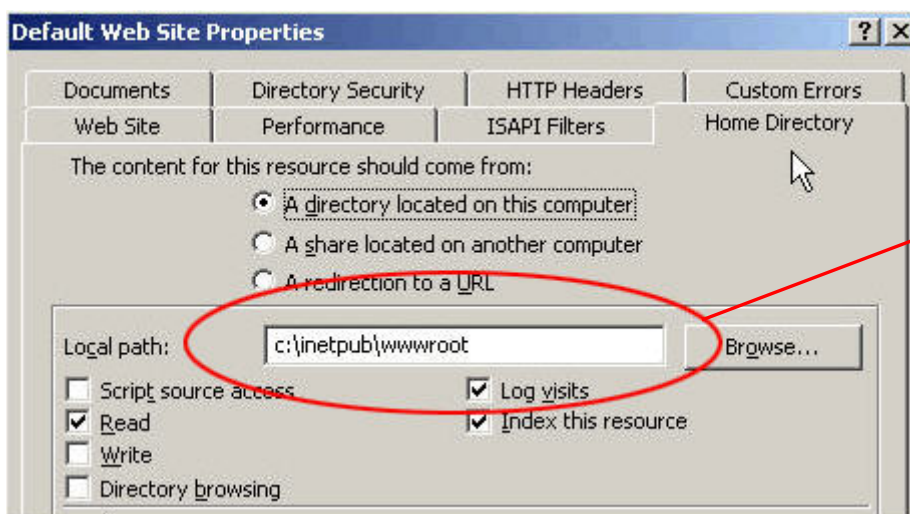 Default Web Site Properties
Documents Directory Security HTTP Headers Custom Errors
Web Site Performance ISAPI Filters Home Directory
The content for this resource should come from:
A directory located on this computer
A share located on another computer
A redirection to a URL
Local path: c:\inetpub\wwwroot Browse...
Script source access Log visits
Read Index this resource
Write
Directory browsing